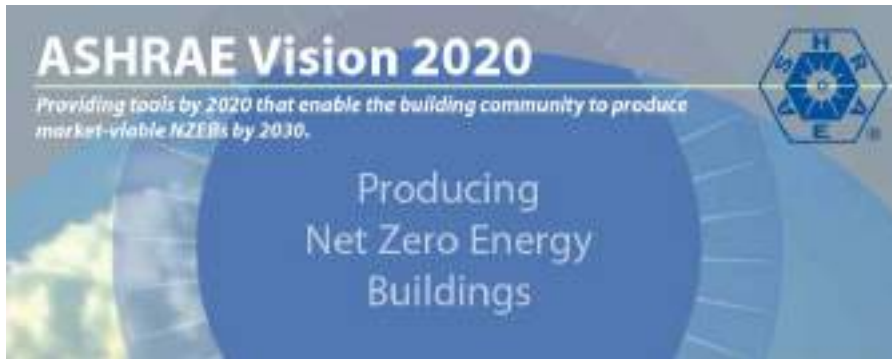 ASHRAE Vision 2020
Providing tools by 2020 that enable the building community to produce
market-viable NZEBs by 2030.
Producing
Net Zero Energy
Buildings
ASHRAE
®